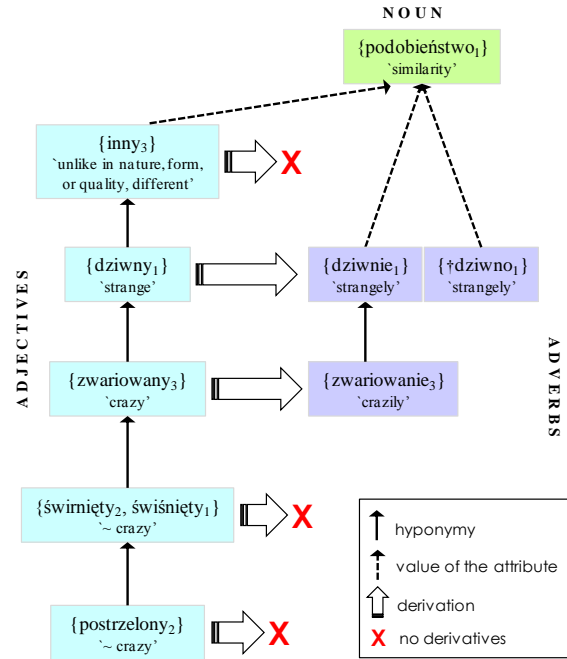 NOUN
{podobieństwo₁}
`similarity’
{inny₃}
`unlike in nature, form,
or quality, different’
X
{dziwny₁}
`strange’
{dziwnie₁}
`strangely’
{†dziwno₁}
`strangely’
ADJECTIVES
ADVERBS
{zwariowany₃}
`crazy’
{zwariowanie₃}
`crazily’
{świrnięty₂, świśnięty₁}
`~ crazy’
X
{postrzelony₂}
`~ crazy’
X
hyponymy
value of the attribute
derivation
X no derivatives